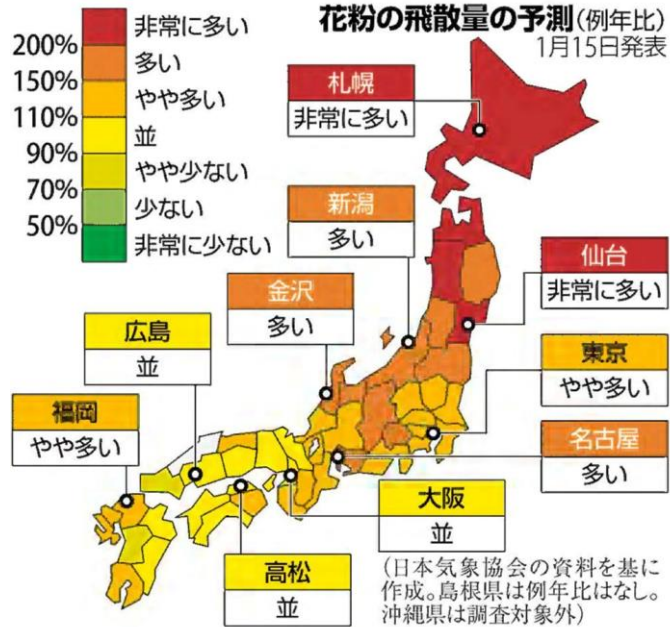 花粉の飛散量の予測(例年比)
1月15日発表
非常に多い
200%
多い
150%
やや多い
110%
並
90%
やや少ない
70%
少ない
50%
非常に少ない
札幌
非常に多い
新潟
多い
仙台
非常に多い
金沢
多い
広島
並
東京
やや多い
福岡
やや多い
名古屋
多い
大阪
並
高松
並
(日本気象協会の資料を基に
作成。島根県は例年比はなし。
沖縄県は調査対象外)